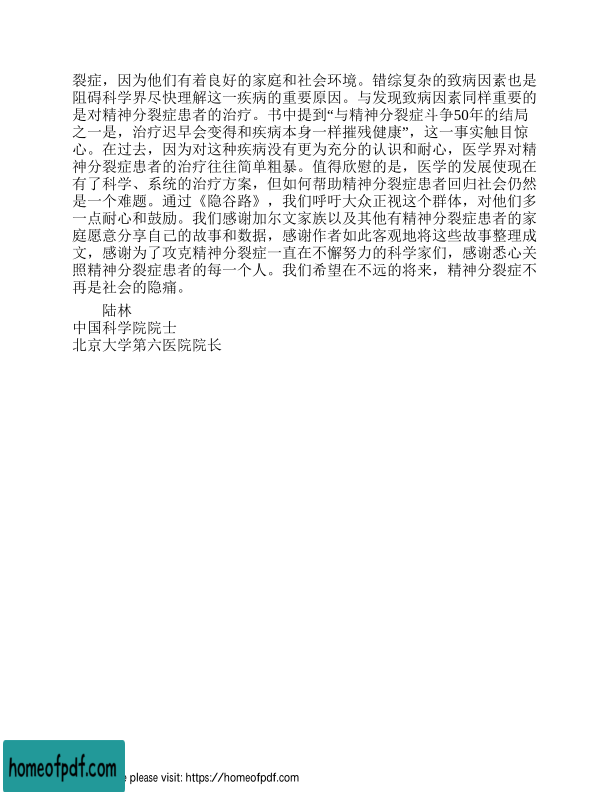 裂症，因为他们有着良好的家庭和社会环境。错综复杂的致病因素也是
阻碍科学界尽快理解这一疾病的重要原因。与发现致病因素同样重要的
是对精神分裂症患者的治疗。书中提到“与精神分裂症斗争50年的结局
之一是，治疗迟早会变得和疾病本身一样摧残健康”，这一事实触目惊
心。在过去，因为对这种疾病没有更为充分的认识和耐心，医学界对精
神分裂症患者的治疗往往简单粗暴。值得欣慰的是，医学的发展使现在
有了科学、系统的治疗方案，但如何帮助精神分裂症患者回归社会仍然
是一个难题。通过《隐谷路》，我们呼吁大众正视这个群体，对他们多
一点耐心和鼓励。我们感谢加尔文家族以及其他有精神分裂症患者的家
庭愿意分享自己的故事和数据，感谢作者如此客观地将这些故事整理成
文，感谢为了攻克精神分裂症一直在不懈努力的科学家们，感谢悉心关
照精神分裂症患者的每一个人。我们希望在不远的将来，精神分裂症不
再是社会的隐痛。
陆林
中国科学院院士
北京大学第六医院院长
homeofpdf.com
please visit: https://homeofpdf.com